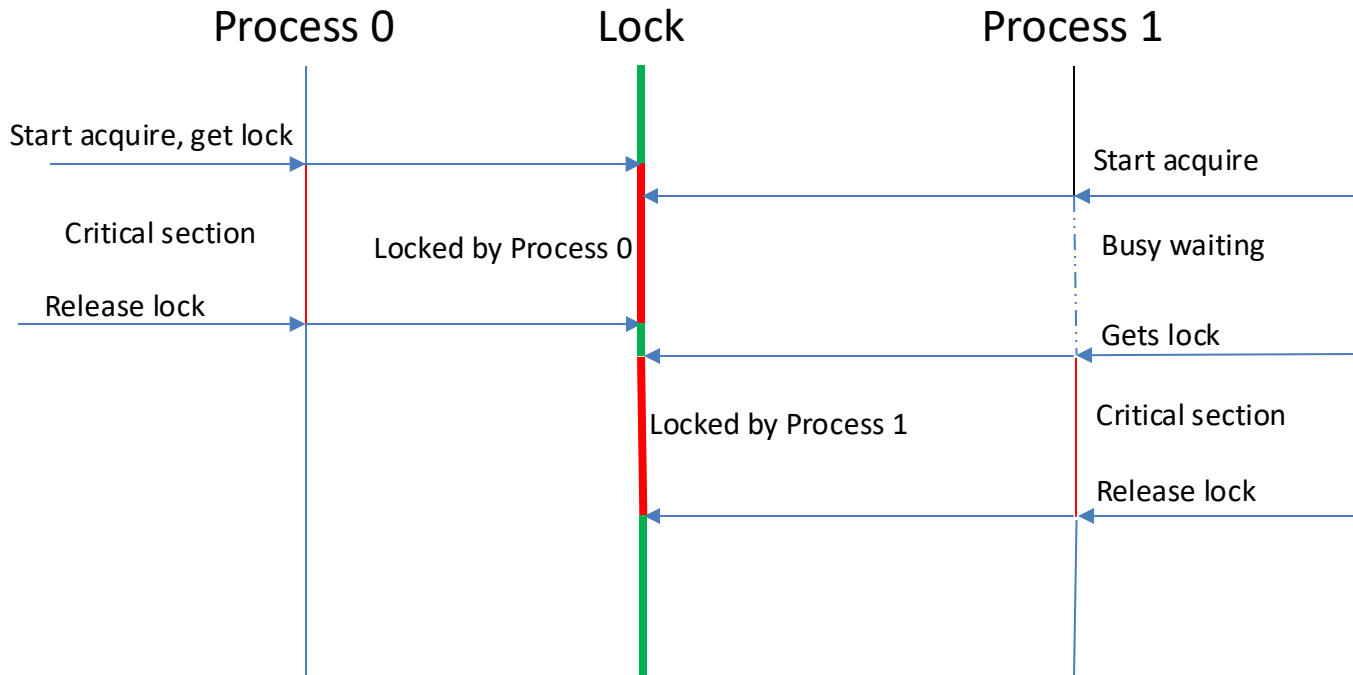 Process 0
Lock
Process 1
Start acquire, get lock
Start acquire
Critical section
Locked by Process 0
Busy waiting
Release lock
Gets lock
Locked by Process 1
Critical section
Release lock